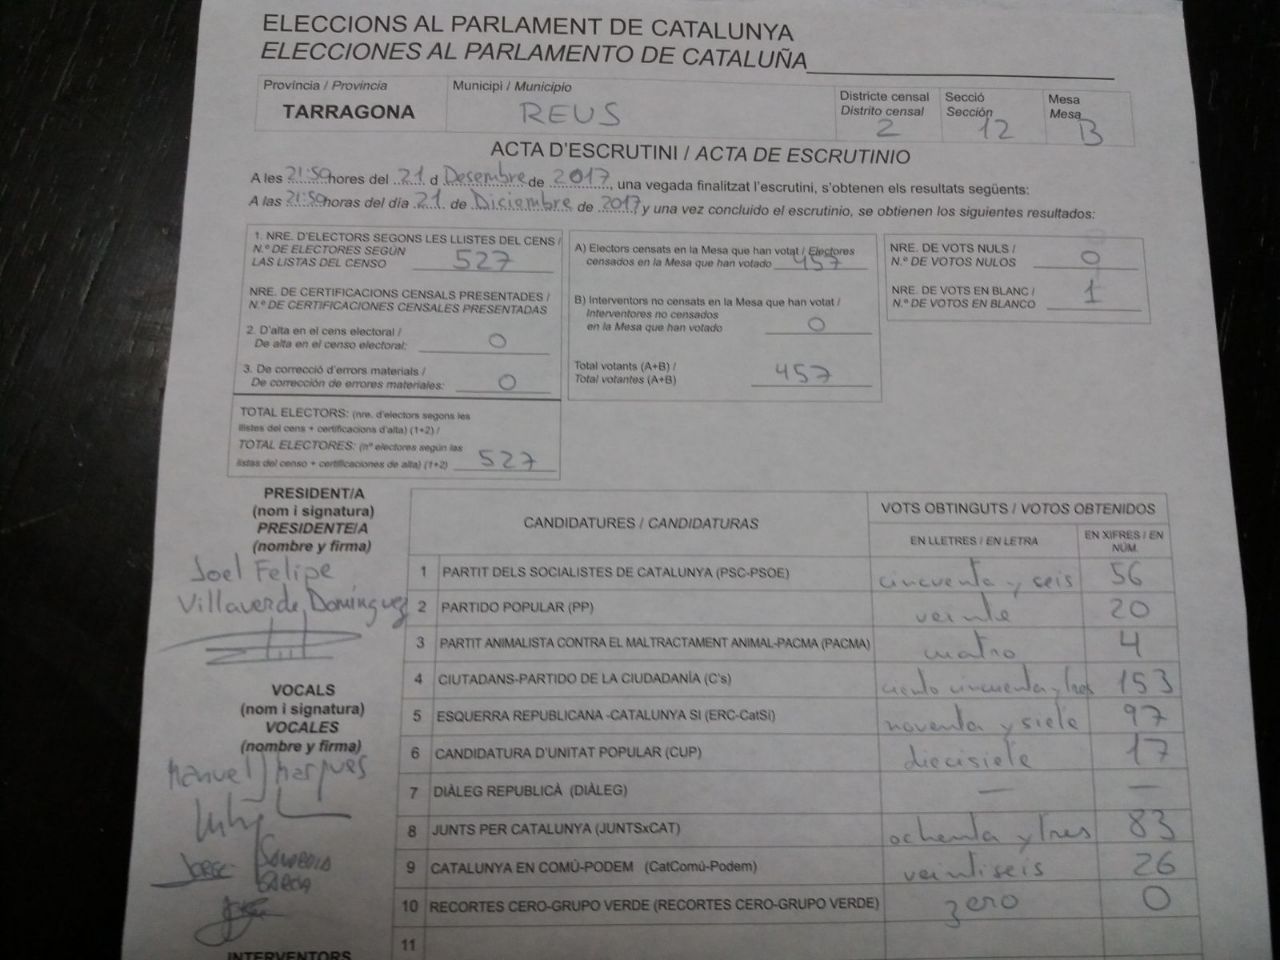 ELECCIONS AL PARLAMENT DE CATALUNYA
ELECCIONES AL PARLAMENTO DE CATALUÑA
Província / Provincia
TARRAGONA
Municipi / Municipio
REUS
Districte censal
Distrito censal
2
Secció
Sección
12
Mesa
Mesa
B
ACTA D'ESCRUTINI / ACTA DE ESCRUTINIO
A les 21:59 hores del 21 d Desembre de 2017, una vegada finalitzat l'escrutini, s'obtenen els resultats següents:
A las 21:59 horas del día 21 de Diciembre de 2017 y una vez concluido el escrutinio, se obtienen los siguientes resultados:
1. NRE. D'ELECTORS SEGONS LES LLISTES DEL CENS /
N.º DE ELECTORES SEGÚN
LAS LISTAS DEL CENSO 527
NRE. DE CERTIFICACIONS CENSALS PRESENTADES /
N.º DE CERTIFICACIONES CENSALES PRESENTADAS
2. D'alta en el cens electoral /
De alta en el censo electoral: 0
3. De correcció d'errors materials /
De corrección de errores materiales: 0
TOTAL ELECTORS: (nre. d'electors segons les
llistes del cens + certificacions d'alta) (1+2) /
TOTAL ELECTORES: (nº electores según las
listas del censo + certificaciones de alta) (1+2) 527
A) Electors censats en la Mesa que han votat / Electores
censados en la Mesa que han votado 457
B) Interventors no censats en la Mesa que han votat /
Interventores no censados
en la Mesa que han votado 0
Total votants (A+B) /
Total votantes (A+B) 457
NRE. DE VOTS NULS /
N.º DE VOTOS NULOS 0
NRE. DE VOTS EN BLANC /
N.º DE VOTOS EN BLANCO 1
PRESIDENT/A
(nom i signatura)
PRESIDENTE/A
(nombre y firma)
Joel Felipe
Villaverde Domínguez
VOCALS
(nom i signatura)
VOCALES
(nombre y firma)
Manuel Marques
JORGE
GARCIA
INTERVENTORS
CANDIDATURES / CANDIDATURAS
VOTS OBTINGUTS / VOTOS OBTENIDOS
EN LLETRES / EN LETRA
EN XIFRES / EN
NÚM.
1 PARTIT DELS SOCIALISTES DE CATALUNYA (PSC-PSOE) cincuenta y seis 56
2 PARTIDO POPULAR (PP) veinte 20
3 PARTIT ANIMALISTA CONTRA EL MALTRACTAMENT ANIMAL-PACMA (PACMA) cuatro 4
4 CIUTADANS-PARTIDO DE LA CIUDADANÍA (C's) ciento cincuenta y tres 153
5 ESQUERRA REPUBLICANA -CATALUNYA SI (ERC-CatSí) noventa y siete 97
6 CANDIDATURA D'UNITAT POPULAR (CUP) diecisiete 17
7 DIÀLEG REPUBLICÀ (DIÀLEG) — —
8 JUNTS PER CATALUNYA (JUNTSxCAT) ochenta y tres 83
9 CATALUNYA EN COMÚ-PODEM (CatComú-Podem) veintiseis 26
10 RECORTES CERO-GRUPO VERDE (RECORTES CERO-GRUPO VERDE) zero 0
11